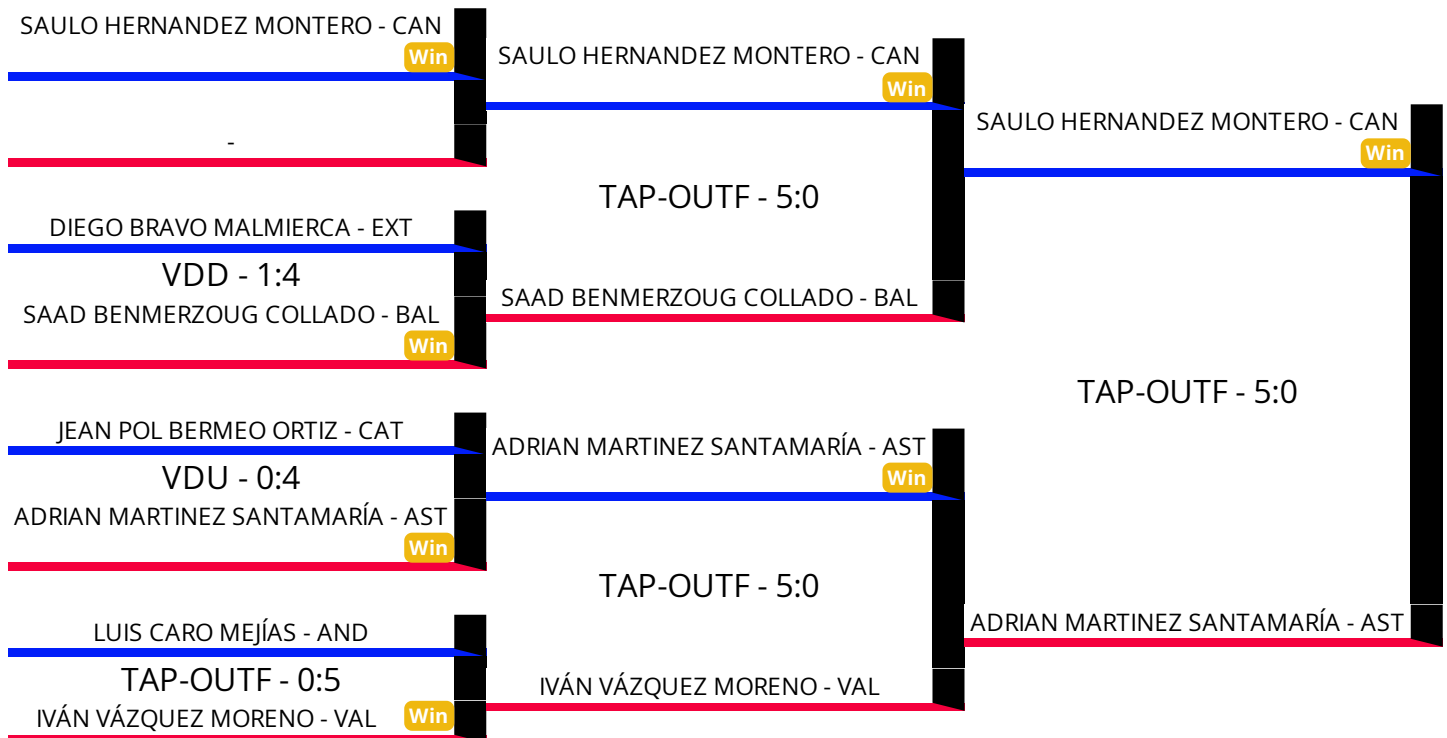 SAULO HERNANDEZ MONTERO - CAN
Win
-
DIEGO BRAVO MALMIERCA - EXT
VDD - 1:4
SAAD BENMERZOUG COLLADO - BAL
Win
JEAN POL BERMEO ORTIZ - CAT
VDU - 0:4
ADRIAN MARTINEZ SANTAMARÍA - AST
Win
LUIS CARO MEJÍAS - AND
TAP-OUTF - 0:5
IVÁN VÁZQUEZ MORENO - VAL
Win
SAULO HERNANDEZ MONTERO - CAN
Win
TAP-OUTF - 5:0
SAAD BENMERZOUG COLLADO - BAL
ADRIAN MARTINEZ SANTAMARÍA - AST
Win
TAP-OUTF - 5:0
IVÁN VÁZQUEZ MORENO - VAL
SAULO HERNANDEZ MONTERO - CAN
Win
TAP-OUTF - 5:0
ADRIAN MARTINEZ SANTAMARÍA - AST